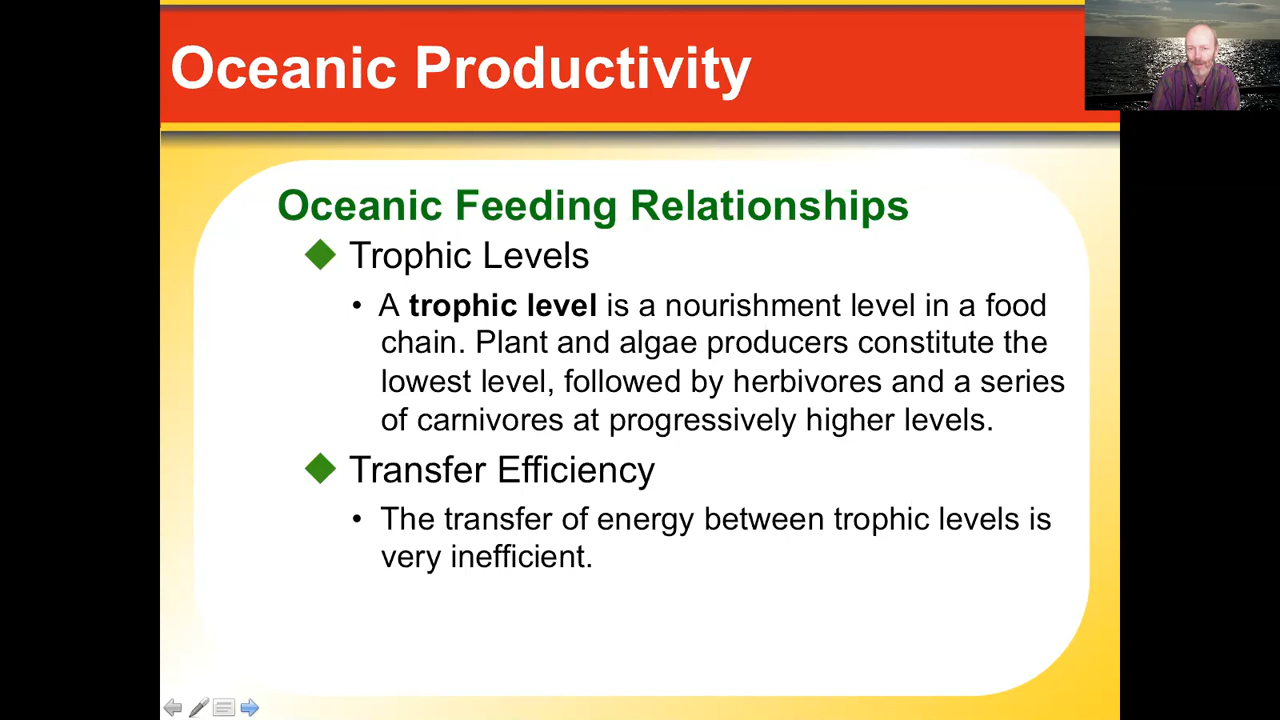 Oceanic Productivity
Oceanic Feeding Relationships
Trophic Levels
• A trophic level is a nourishment level in a food
chain. Plant and algae producers constitute the
lowest level, followed by herbivores and a series
of carnivores at progressively higher levels.
Transfer Efficiency
• The transfer of energy between trophic levels is
very inefficient.